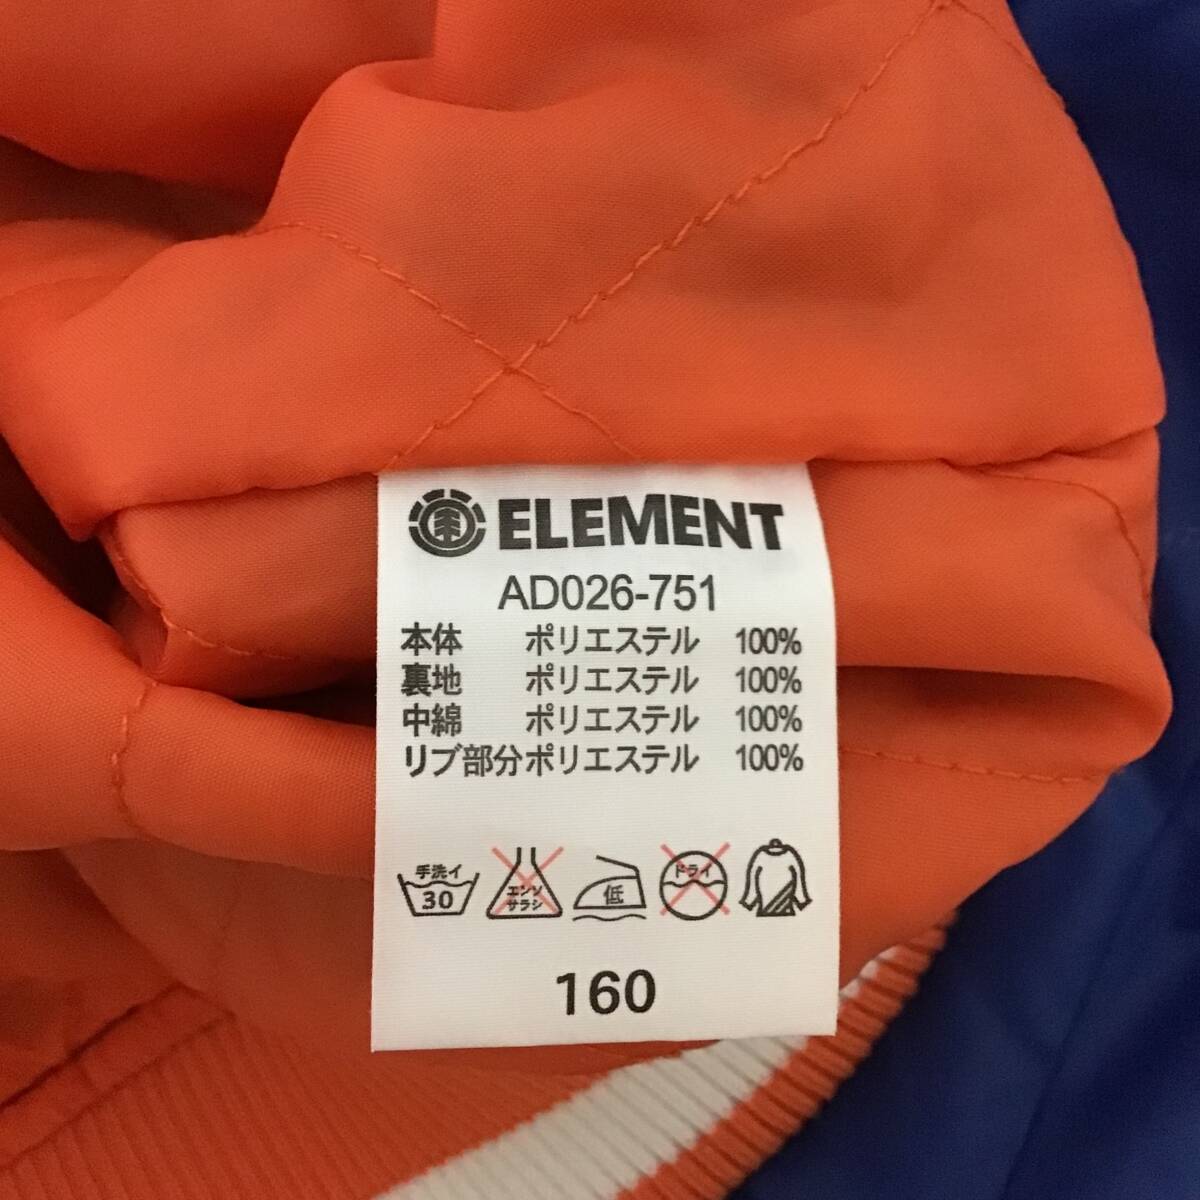 ELEMENT
AD026-751
本体 ポリエステル 100%
裏地 ポリエステル 100%
中綿 ポリエステル 100%
リブ部分ポリエステル 100%
手洗イ
30
エンソ
サラシ
低
ドライ
160